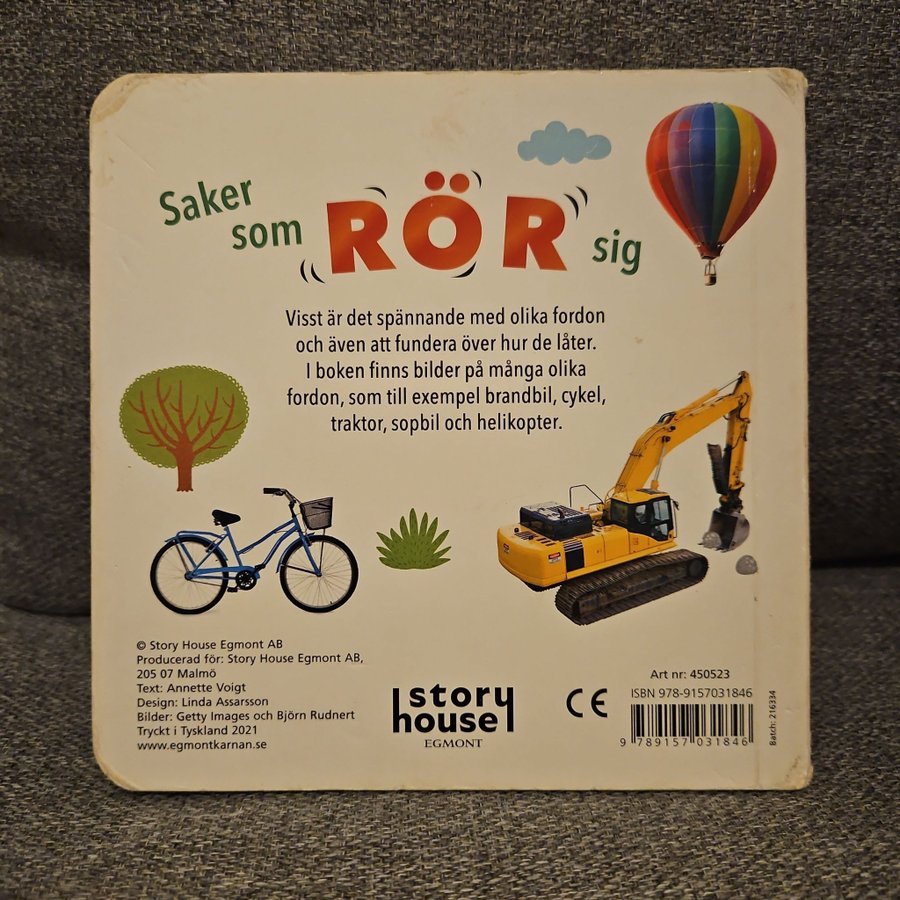 Saker
som RÖR sig
Visst är det spännande med olika fordon
och även att fundera över hur de låter.
I boken finns bilder på många olika
fordon, som till exempel brandbil, cykel,
traktor, sopbil och helikopter.
© Story House Egmont AB
Producerad för: Story House Egmont AB,
205 07 Malmö
Text: Annette Voigt
Design: Linda Assarsson
Bilder: Getty Images och Björn Rudnert
Tryckt i Tyskland 2021
www.egmontkarnan.se
story
house
EGMONT
CE
Art nr: 450523
ISBN 978-9157031846
9 789157 031846
Batch: 216334